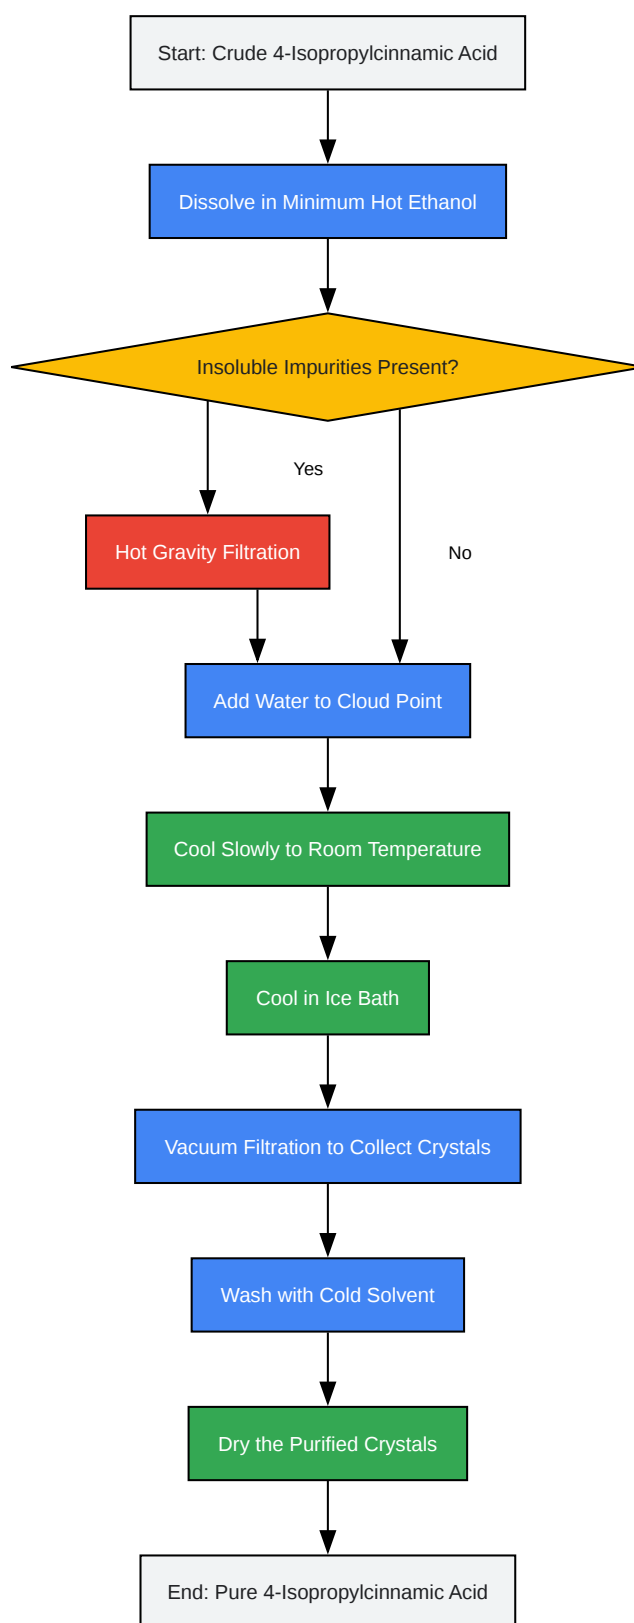 Start: Crude 4-Isopropylcinnamic Acid
Dissolve in Minimum Hot Ethanol
Insoluble Impurities Present?
Yes
Hot Gravity Filtration
No
Add Water to Cloud Point
Cool Slowly to Room Temperature
Cool in Ice Bath
Vacuum Filtration to Collect Crystals
Wash with Cold Solvent
Dry the Purified Crystals
End: Pure 4-Isopropylcinnamic Acid